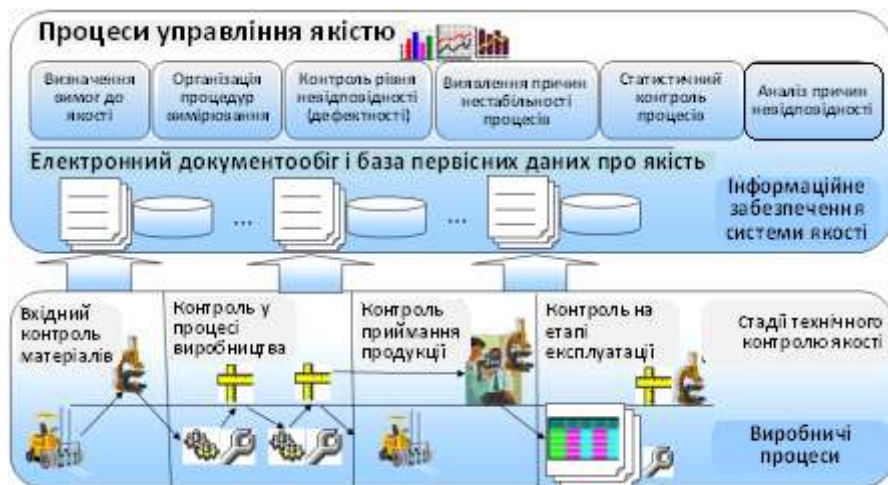 Процеси управління якістю
Визначення
вимог до
якості
Організація
процедур
вимірювання
Контроль рівня
невідповідності
(дефектності)
Виявлення причин
нестабільності
процесів
Статистичний
контроль
процесів
Аналіз причин
невідповідності
Електронний документообіг і база первісних даних про якість
...
...
Інформаційне
забезпечення
системи якості
Вхідний
контроль
матеріалів
Контроль у
процесі
виробництва
Контроль
приймання
продукції
Контроль на
етапі
експлуатації
Стадії технічного
контролю якості
Виробничі
процеси